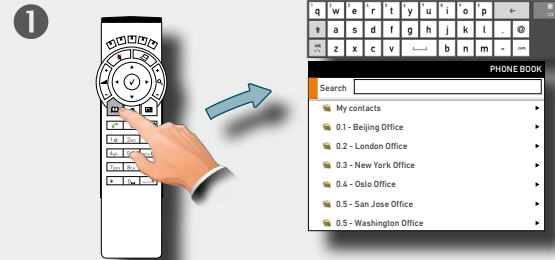 1
q w e r t y u i o p
a s d f g h j k l . @
z x c v b n m -
PHONE BOOK
Search
My contacts
0.1 - Beijing Office
0.2 - London Office
0.3 - New York Office
0.4 - Oslo Office
0.5 - San Jose Office
0.5 - Washington Office